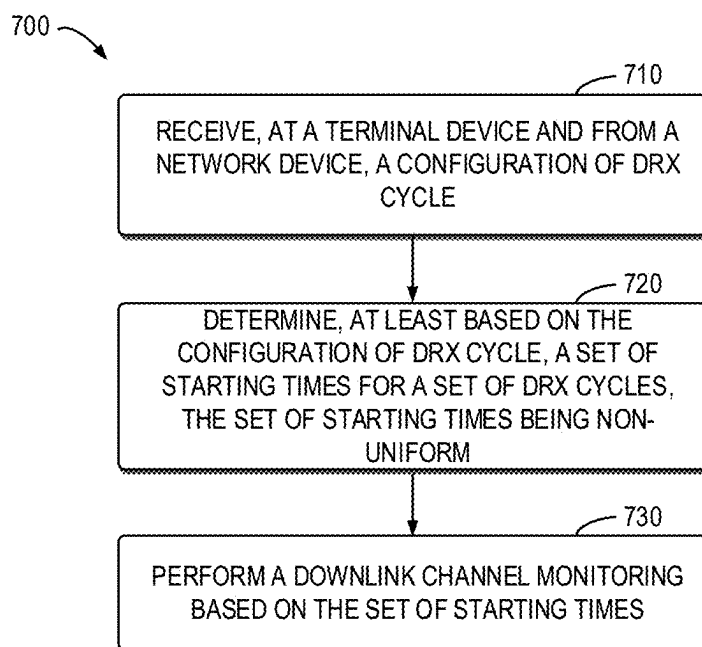 700
710
RECEIVE, AT A TERMINAL DEVICE AND FROM A
NETWORK DEVICE, A CONFIGURATION OF DRX
CYCLE
720
DETERMINE, AT LEAST BASED ON THE
CONFIGURATION OF DRX CYCLE, A SET OF
STARTING TIMES FOR A SET OF DRX CYCLES,
THE SET OF STARTING TIMES BEING NON-
UNIFORM
730
PERFORM A DOWNLINK CHANNEL MONITORING
BASED ON THE SET OF STARTING TIMES